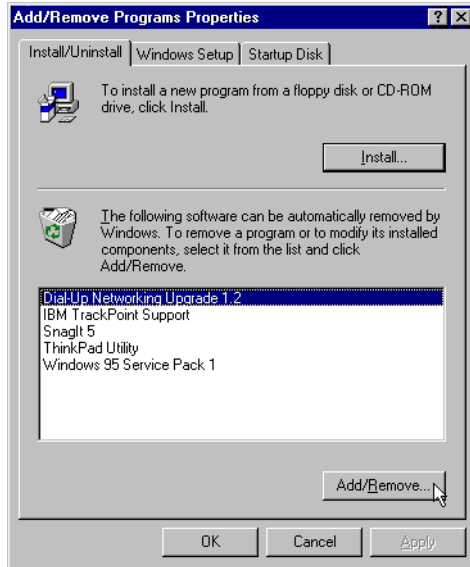 Add/Remove Programs Properties
Install/Uninstall Windows Setup Startup Disk
To install a new program from a floppy disk or CD-ROM
drive, click Install.
Install...
The following software can be automatically removed by
Windows. To remove a program or to modify its installed
components, select it from the list and click
Add/Remove.
Dial-Up Networking Upgrade 1.2
IBM TrackPoint Support
SnagIt 5
ThinkPad Utility
Windows 95 Service Pack 1
Add/Remove...
OK Cancel Apply